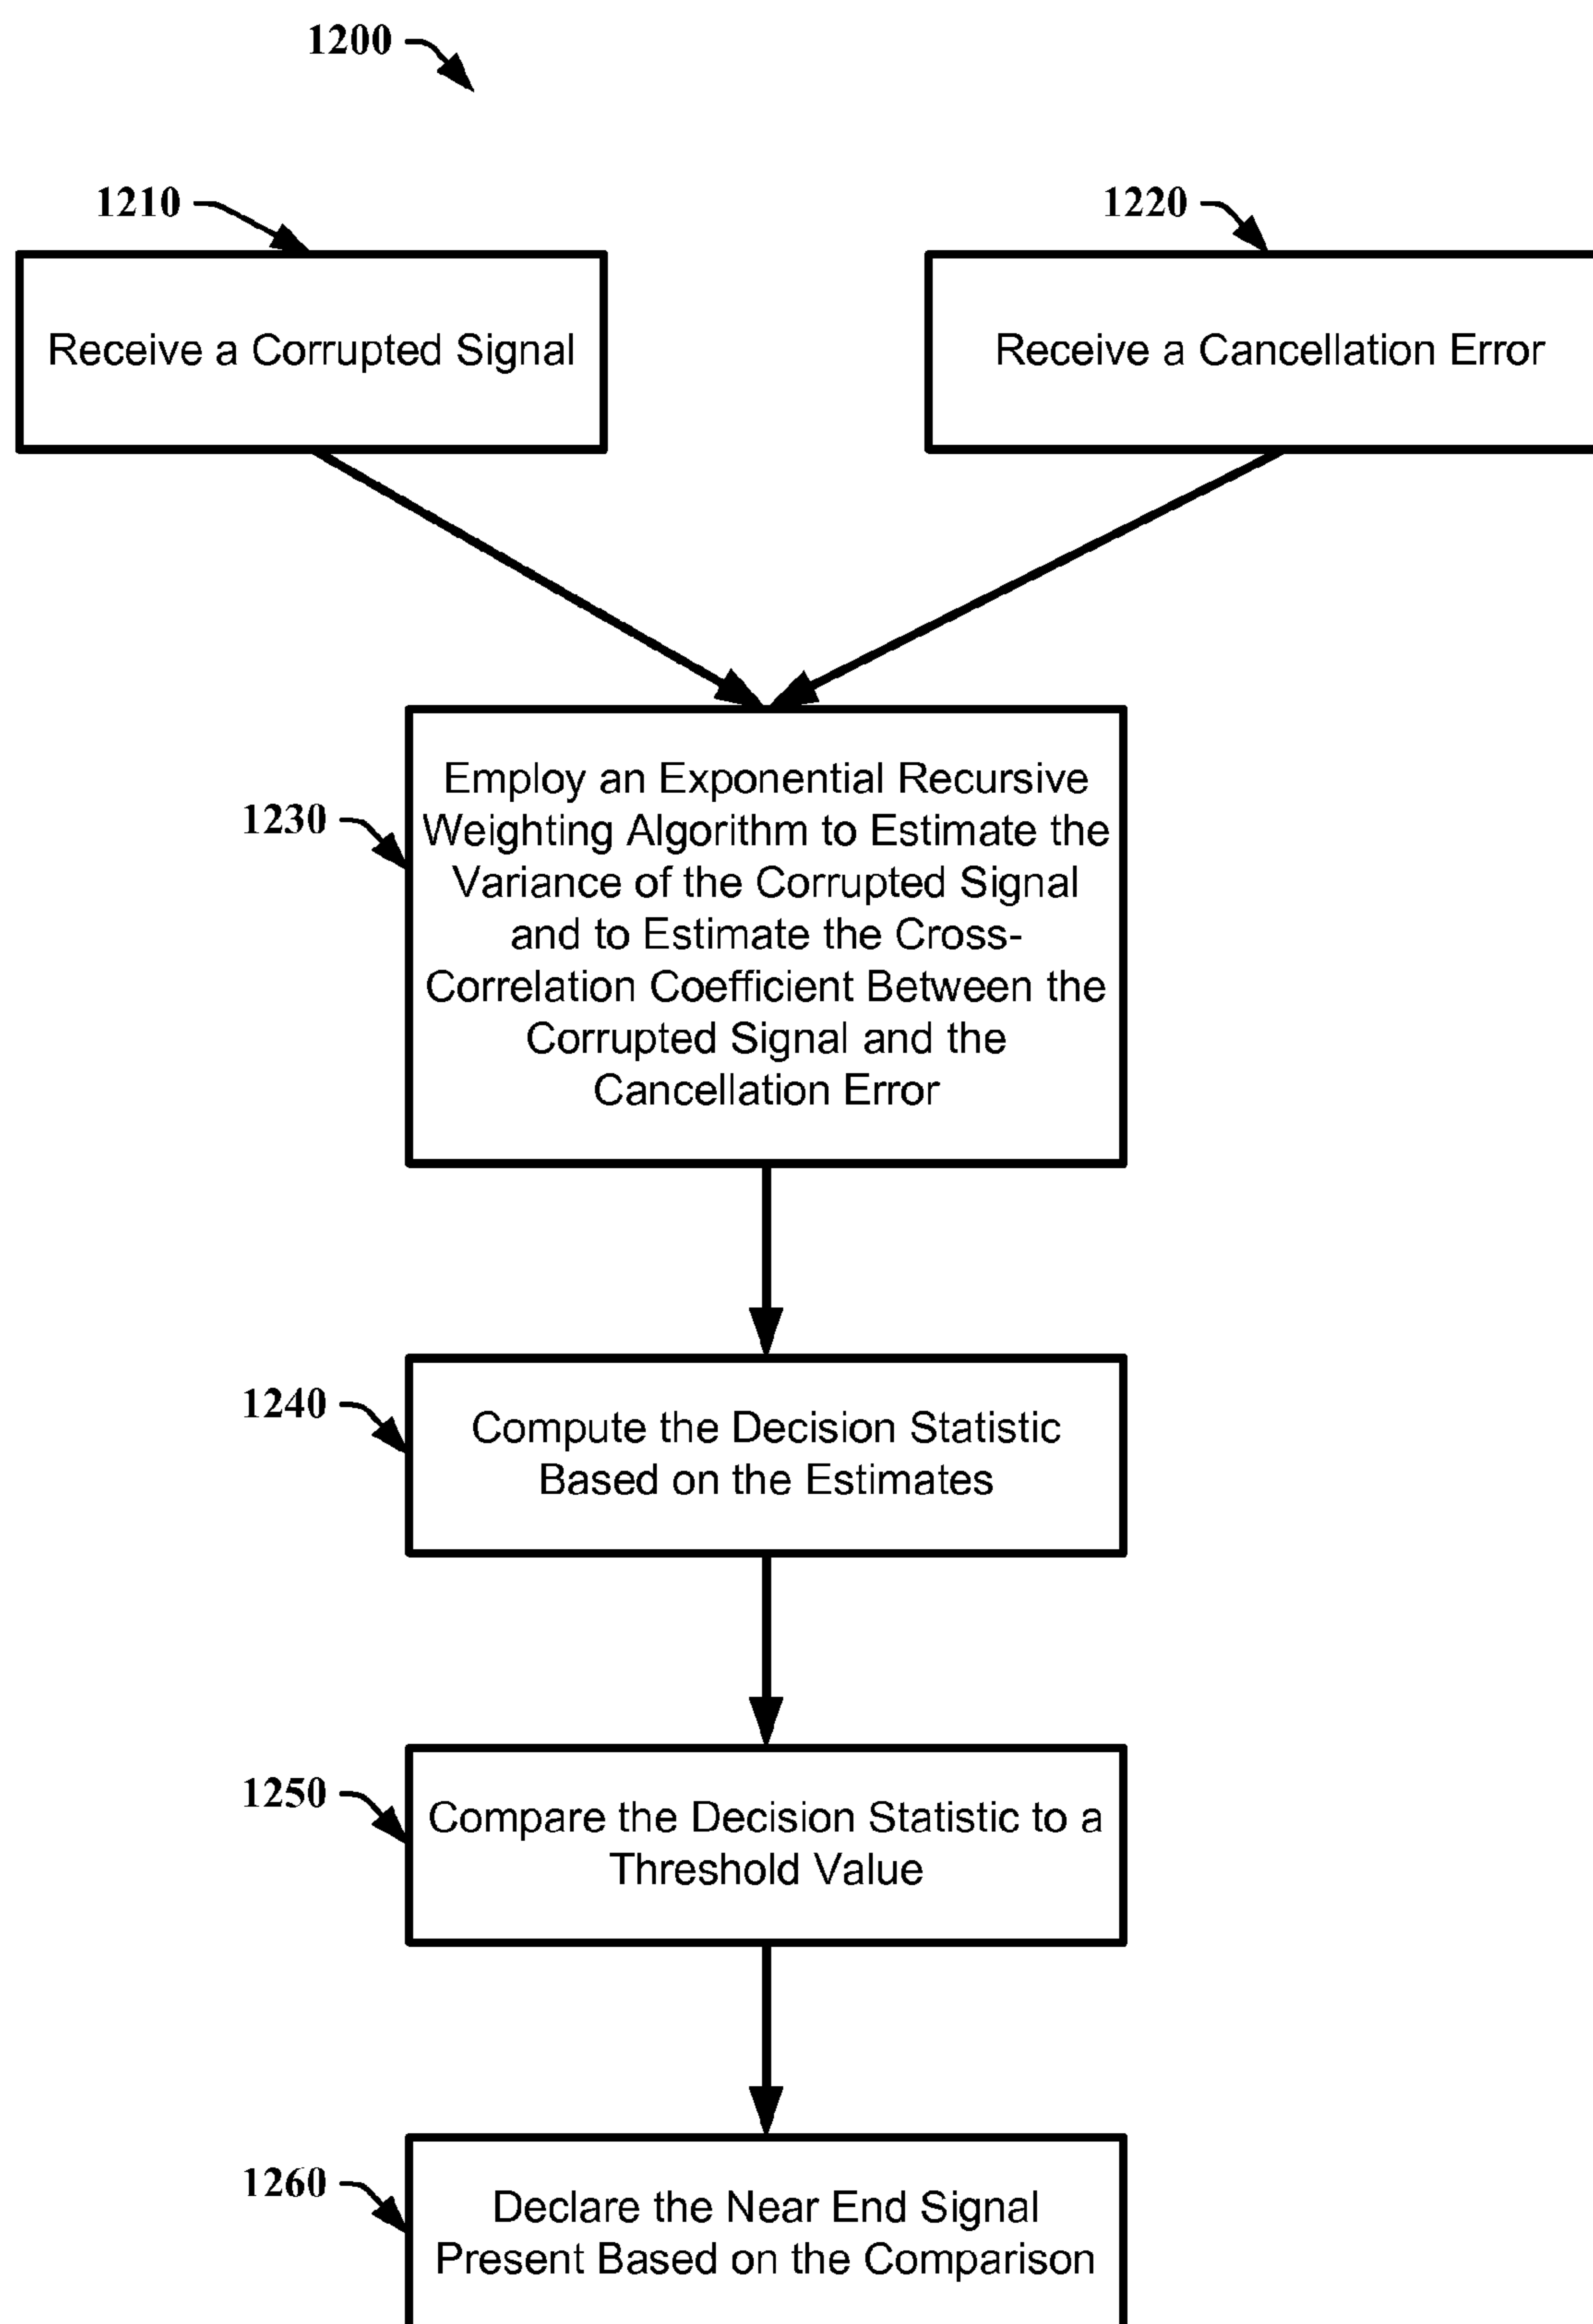 1200
1210
1220
Receive a Corrupted Signal
Receive a Cancellation Error
1230
Employ an Exponential Recursive
Weighting Algorithm to Estimate the
Variance of the Corrupted Signal
and to Estimate the Cross-
Correlation Coefficient Between the
Corrupted Signal and the
Cancellation Error
1240
Compute the Decision Statistic
Based on the Estimates
1250
Compare the Decision Statistic to a
Threshold Value
1260
Declare the Near End Signal
Present Based on the Comparison